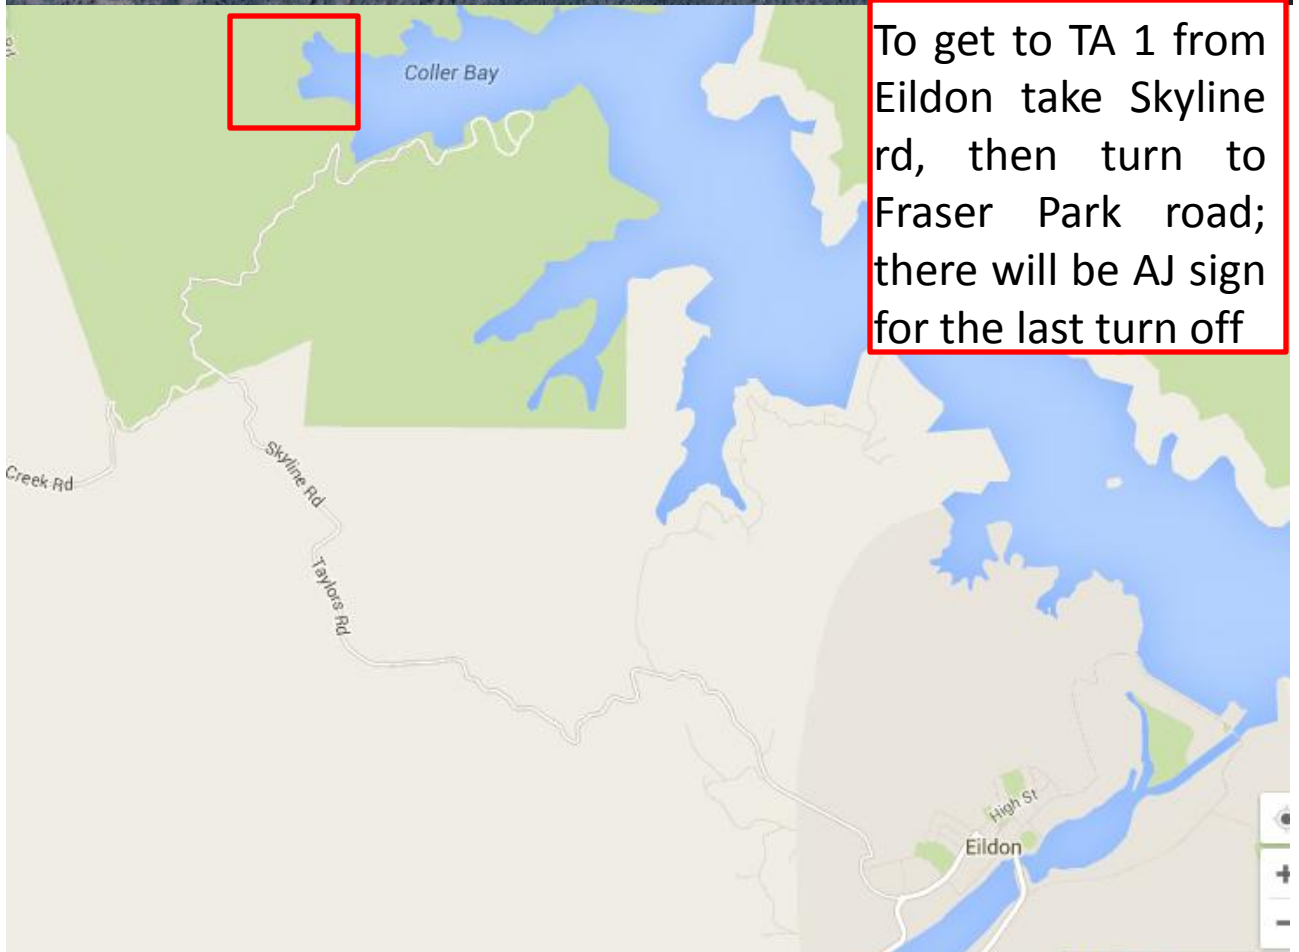 Rd
Coller Bay
To get to TA 1 from
Eildon take Skyline
rd, then turn to
Fraser Park road;
there will be AJ sign
for the last turn off
Skyline Rd
Creek Rd
Taylors Rd
High St
Eildon
+
−